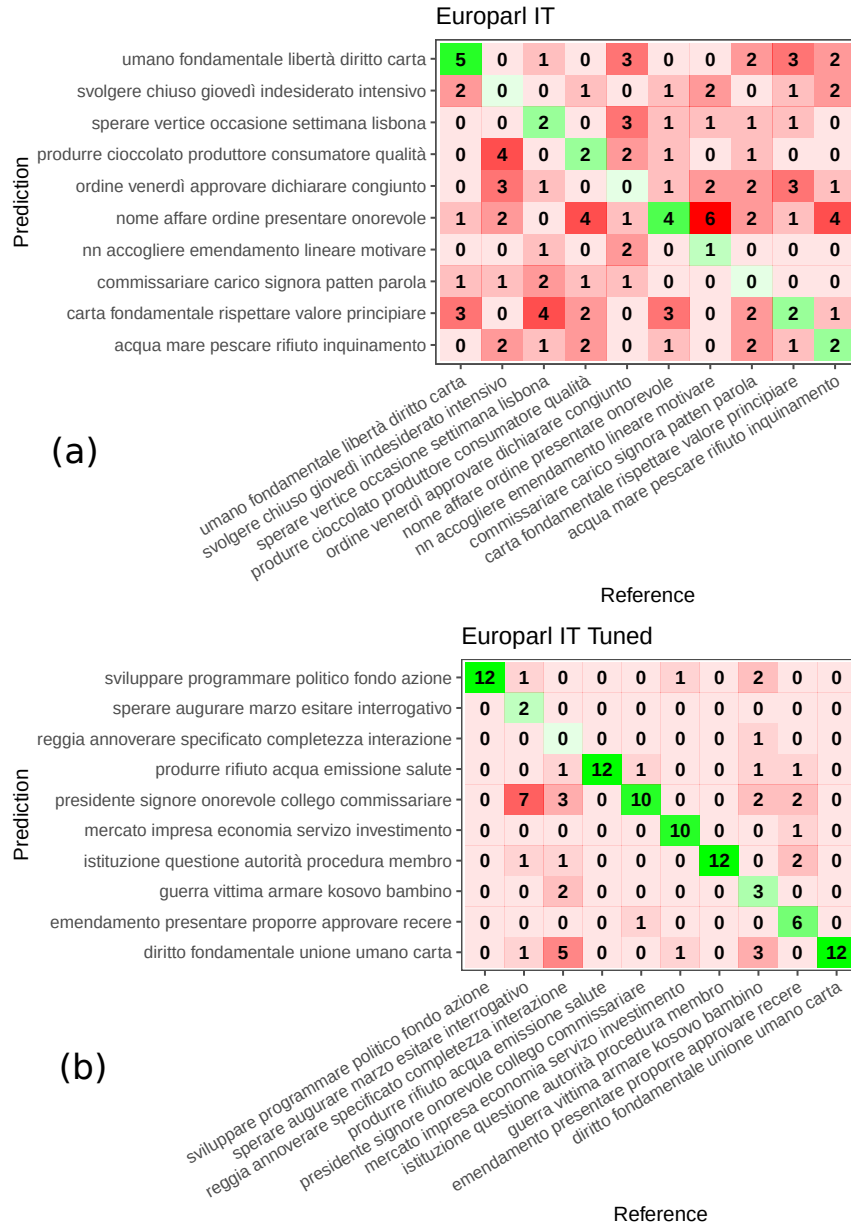 Europarl IT
umano fondamentale libertà diritto carta 5 0 1 0 3 0 0 2 3 2
svolgere chiuso giovedì indesiderato intensivo 2 0 0 1 0 1 2 0 1 2
sperare vertice occasione settimana lisbona 0 0 2 0 3 1 1 1 1 0
produrre cioccolato produttore consumatore qualità 0 4 0 2 2 1 0 1 0 0
ordine venerdì approvare dichiarare congiunto 0 3 1 0 0 1 2 2 3 1
nome affare ordine presentare onorevole 1 2 0 4 1 4 6 2 1 4
nn accogliere emendamento lineare motivare 0 0 1 0 2 0 1 0 0 0
commissariare carico signora patten parola 1 1 2 1 1 0 0 0 0 0
carta fondamentale rispettare valore principiare 3 0 4 2 0 3 0 2 2 1
acqua mare pescare rifiuto inquinamento 0 2 1 2 0 1 0 2 1 2
Prediction
umano fondamentale libertà diritto carta
svolgere chiuso giovedì indesiderato intensivo
sperare vertice occasione settimana lisbona
produrre cioccolato produttore consumatore qualità
ordine venerdì approvare dichiarare congiunto
nome affare ordine presentare onorevole
nn accogliere emendamento lineare motivare
commissariare carico signora patten parola
carta fondamentale rispettare valore principiare
acqua mare pescare rifiuto inquinamento
(a)
Reference
Europarl IT Tuned
sviluppare programmare politico fondo azione 12 1 0 0 0 1 0 2 0 0
sperare augurare marzo esitare interrogativo 0 2 0 0 0 0 0 0 0 0
reggia annoverare specificato completezza interazione 0 0 0 0 0 0 0 1 0 0
produrre rifiuto acqua emissione salute 0 0 1 12 1 0 0 1 1 0
presidente signore onorevole collego commissariare 0 7 3 0 10 0 0 2 2 0
mercato impresa economia servizo investimento 0 0 0 0 0 10 0 0 1 0
istituzione questione autorità procedura membro 0 1 1 0 0 0 12 0 2 0
guerra vittima armare kosovo bambino 0 0 2 0 0 0 0 3 0 0
emendamento presentare proporre approvare recere 0 0 0 0 1 0 0 0 6 0
diritto fondamentale unione umano carta 0 1 5 0 0 1 0 3 0 12
Prediction
sviluppare programmare politico fondo azione
sperare augurare marzo esitare interrogativo
reggia annoverare specificato completezza interazione
produrre rifiuto acqua emissione salute
presidente signore onorevole collego commissariare
mercato impresa economia servizo investimento
istituzione questione autorità procedura membro
guerra vittima armare kosovo bambino
emendamento presentare proporre approvare recere
diritto fondamentale unione umano carta
(b)
Reference